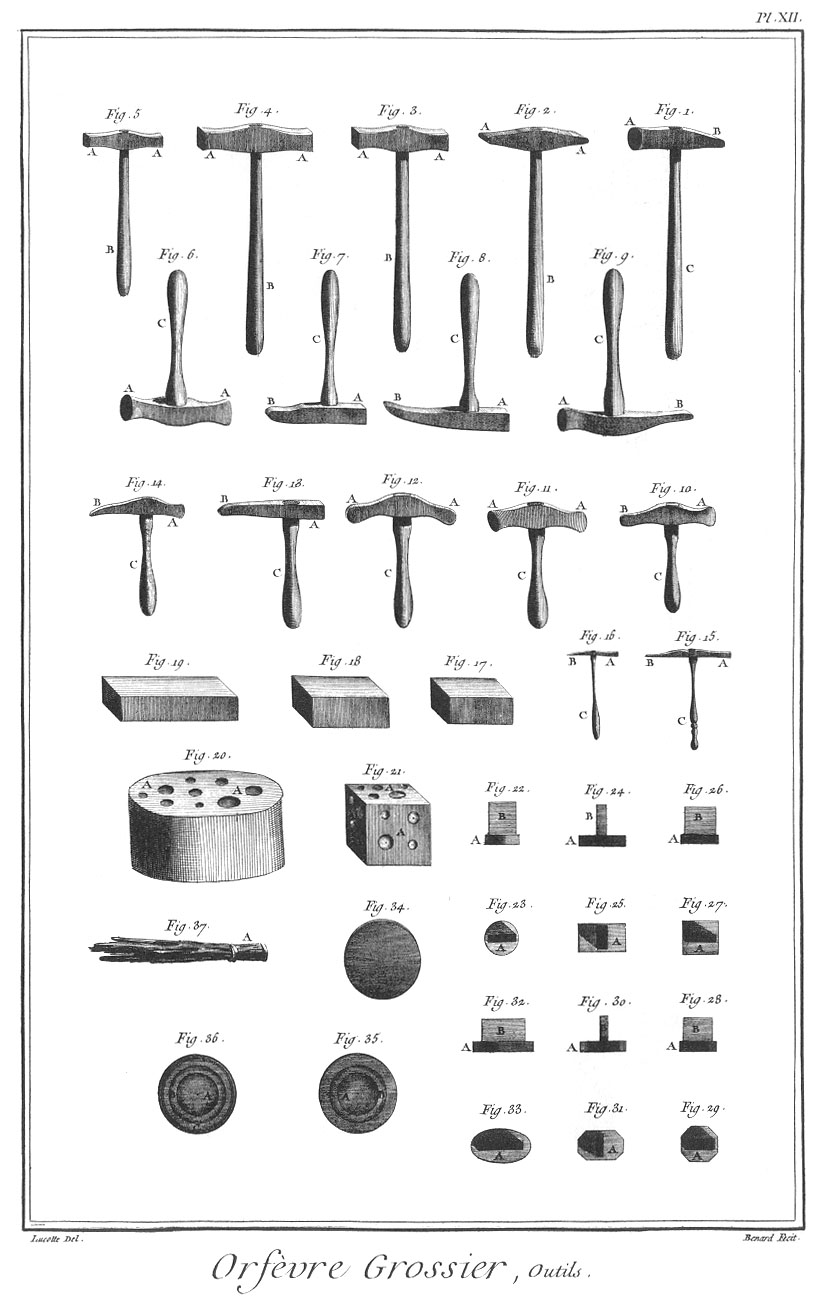 Pl. XII.
Fig. 5 Fig. 4. Fig. 3. Fig. 2. Fig. 1.
A A A A A A A A A B
B B B B C
Fig. 6. Fig. 7. Fig. 8. Fig. 9.
C C C C
A A B A B A A B
Fig. 14. Fig. 13. Fig. 12. Fig. 11. Fig. 10.
B A B A A A A A B A
C C C C C
Fig. 19. Fig. 18 Fig. 17. Fig. 16. Fig. 15.
B A B A
C C
Fig. 20. Fig. 21. Fig. 22. Fig. 24. Fig. 26.
A A A A
B B B
A A A
Fig. 37. Fig. 34. Fig. 23. Fig. 25. Fig. 27.
A A A A
Fig. 32. Fig. 30. Fig. 28.
B B B
A A A
Fig. 36. Fig. 35.
A A A
Fig. 33. Fig. 31. Fig. 29.
A A A
Lucotte Del. Benard Fecit.
Orfèvre Grossier, Outils.